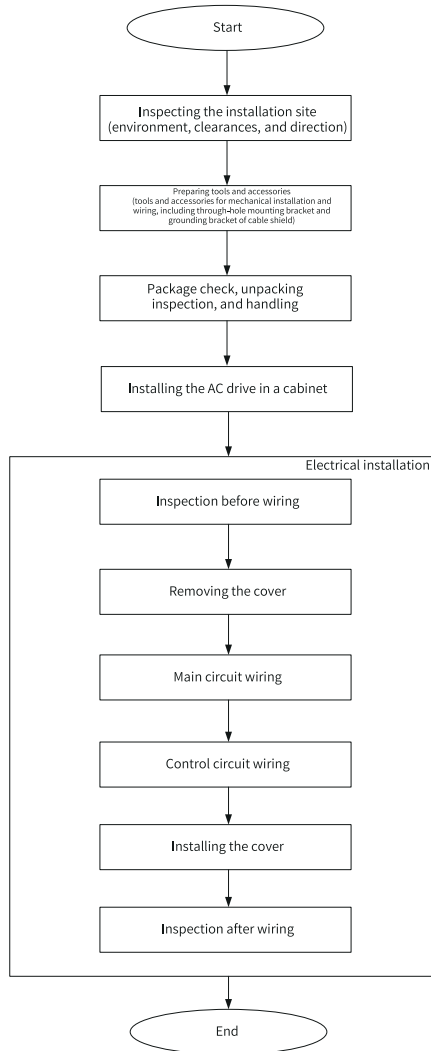 Start
Inspecting the installation site
(environment, clearances, and direction)
Preparing tools and accessories
(tools and accessories for mechanical installation and
wiring, including through-hole mounting bracket and
grounding bracket of cable shield)
Package check, unpacking
inspection, and handling
Installing the AC drive in a cabinet
Electrical installation
Inspection before wiring
Removing the cover
Main circuit wiring
Control circuit wiring
Installing the cover
Inspection after wiring
End